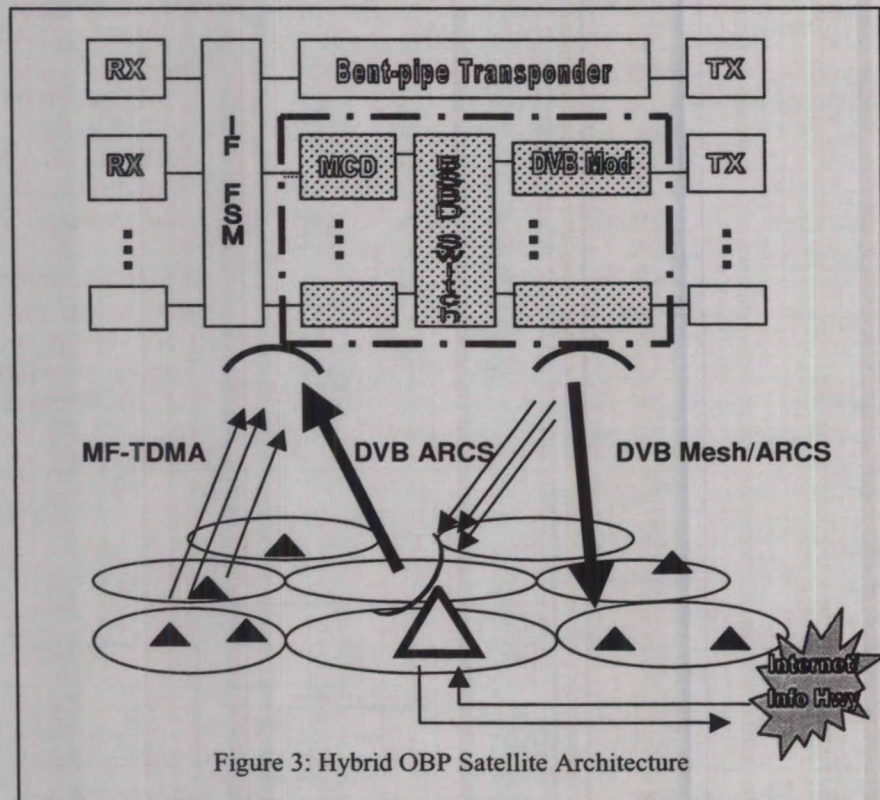 RX
Bent-pipe Transponder
TX
IF FSM
RX
MCD
DVB Mod
TX
MF-TDMA
DVB ARCS
DVB Mesh/ARCS
Internet/
Info Hwy
Figure 3: Hybrid OBP Satellite Architecture